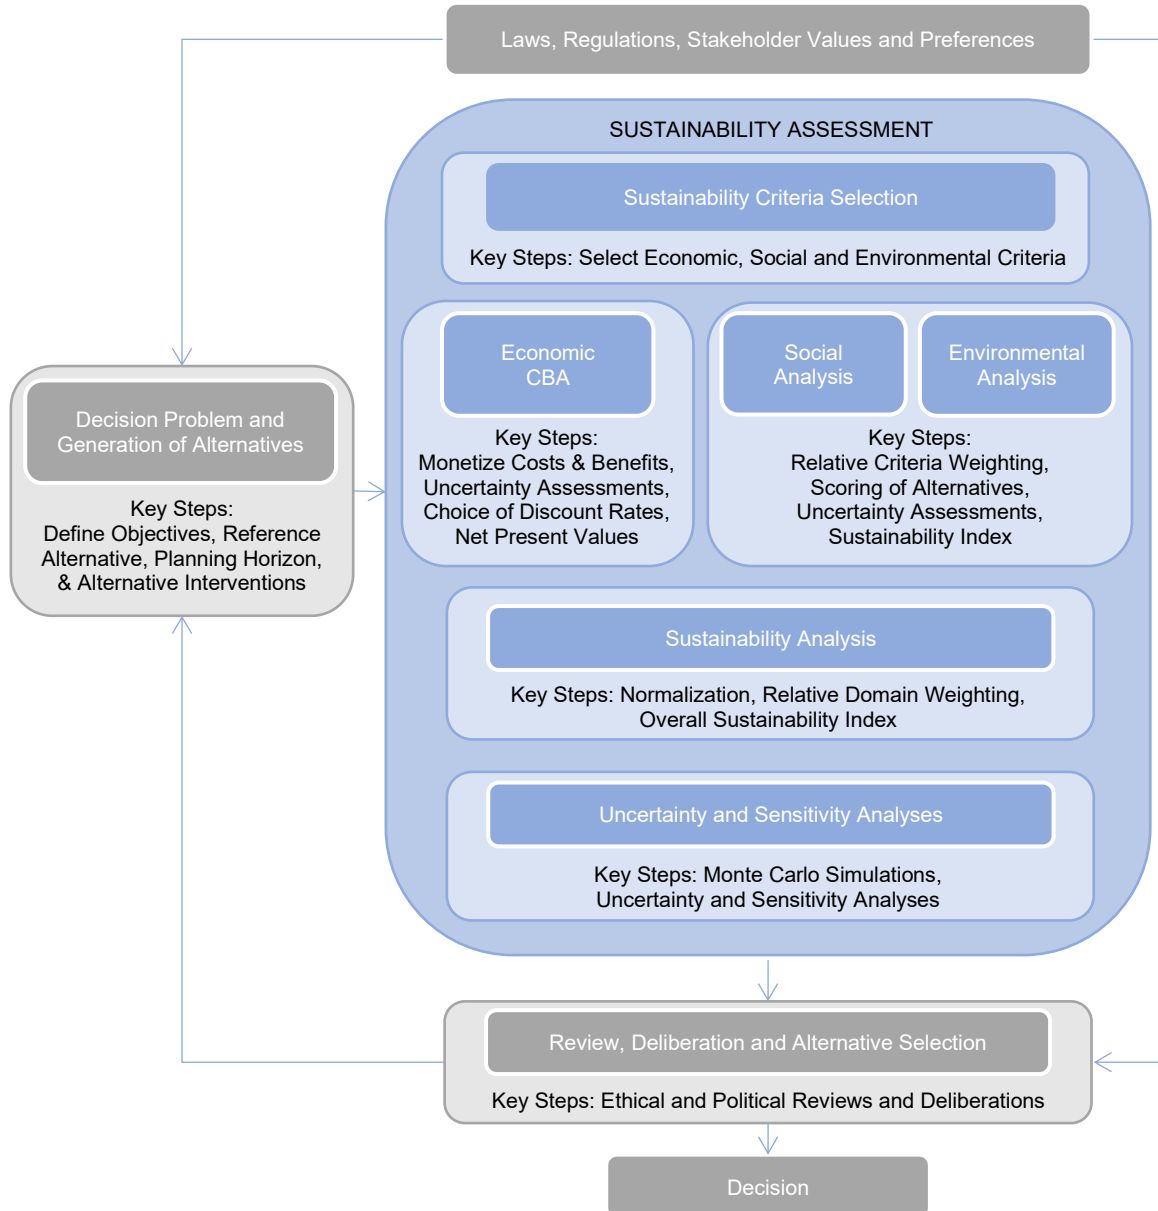 Laws, Regulations, Stakeholder Values and Preferences
SUSTAINABILITY ASSESSMENT
Sustainability Criteria Selection
Key Steps: Select Economic, Social and Environmental Criteria
Economic
CBA
Key Steps:
Monetize Costs & Benefits,
Uncertainty Assessments,
Choice of Discount Rates,
Net Present Values
Social
Analysis
Environmental
Analysis
Key Steps:
Relative Criteria Weighting,
Scoring of Alternatives,
Uncertainty Assessments,
Sustainability Index
Decision Problem and
Generation of Alternatives
Key Steps:
Define Objectives, Reference
Alternative, Planning Horizon,
& Alternative Interventions
Sustainability Analysis
Key Steps: Normalization, Relative Domain Weighting,
Overall Sustainability Index
Uncertainty and Sensitivity Analyses
Key Steps: Monte Carlo Simulations,
Uncertainty and Sensitivity Analyses
Review, Deliberation and Alternative Selection
Key Steps: Ethical and Political Reviews and Deliberations
Decision